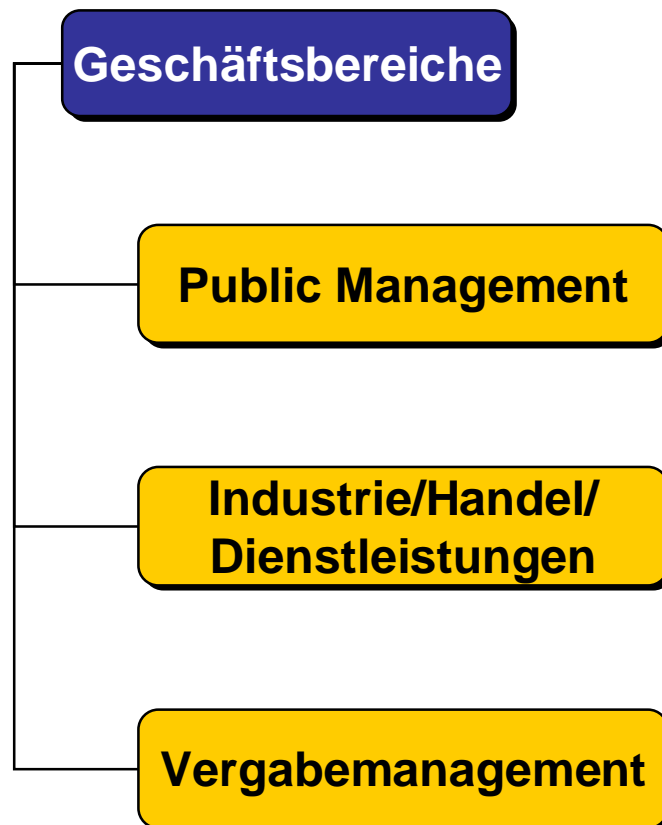 Geschäftsbereiche
Public Management
Industrie/Handel/
Dienstleistungen
Vergabemanagement